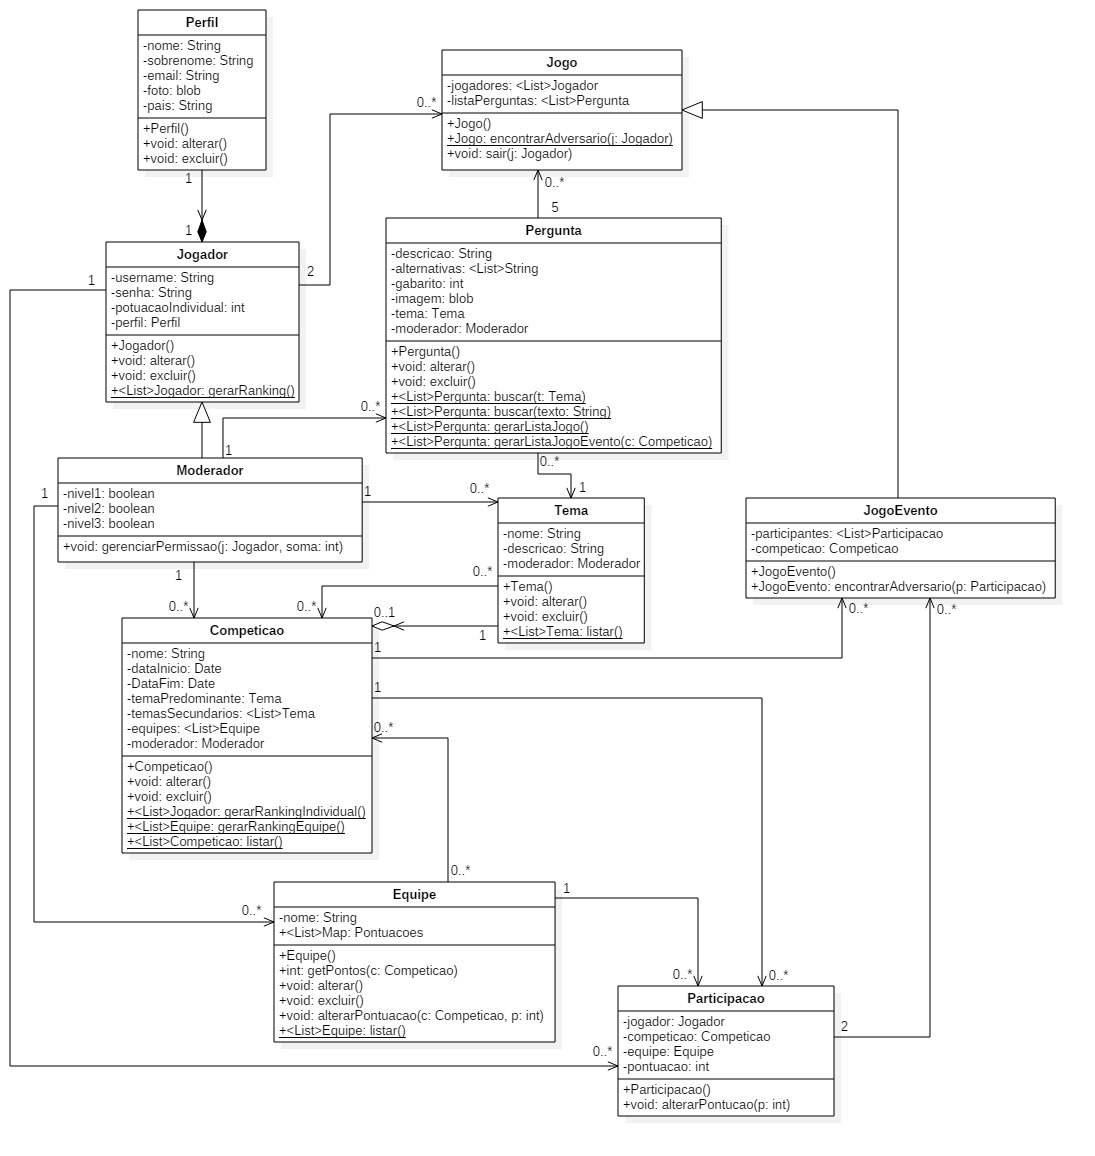 Perfil
-nome: String
-sobrenome: String
-email: String
-foto: blob
-pais: String
+Perfil()
+void: alterar()
+void: excluir()
1
1
Jogo
-jogadores: <List>Jogador
-listaPerguntas: <List>Pergunta
+Jogo()
+Jogo: encontrarAdversario(j: Jogador)
+void: sair(j: Jogador)
0..*
0..*
5
Jogador
-username: String
-senha: String
-potuacaoIndividual: int
-perfil: Perfil
+Jogador()
+void: alterar()
+void: excluir()
+<List>Jogador: gerarRanking()
1
2
Pergunta
-descricao: String
-alternativas: <List>String
-gabarito: int
-imagem: blob
-tema: Tema
-moderador: Moderador
+Pergunta()
+void: alterar()
+void: excluir()
+<List>Pergunta: buscar(t: Tema)
+<List>Pergunta: buscar(texto: String)
+<List>Pergunta: gerarListaJogo()
+<List>Pergunta: gerarListaJogoEvento(c: Competicao)
0..*
1
0..*
1
Moderador
-nivel1: boolean
-nivel2: boolean
-nivel3: boolean
+void: gerenciarPermissao(j: Jogador, soma: int)
1
1
0..*
1
0..*
Tema
-nome: String
-descricao: String
-moderador: Moderador
+Tema()
+void: alterar()
+void: excluir()
+<List>Tema: listar()
0..*
0..*
0..1
1
JogoEvento
-participantes: <List>Participacao
-competicao: Competicao
+JogoEvento()
+JogoEvento: encontrarAdversario(p: Participacao)
0..*
0..*
Competicao
-nome: String
-dataInicio: Date
-DataFim: Date
-temaPredominante: Tema
-temasSecundarios: <List>Tema
-equipes: <List>Equipe
-moderador: Moderador
+Competicao()
+void: alterar()
+void: excluir()
+<List>Jogador: gerarRankingIndividual()
+<List>Equipe: gerarRankingEquipe()
+<List>Competicao: listar()
1
1
0..*
0..*
Equipe
-nome: String
+<List>Map: Pontuacoes
+Equipe()
+int: getPontos(c: Competicao)
+void: alterar()
+void: excluir()
+void: alterarPontuacao(c: Competicao, p: int)
+<List>Equipe: listar()
0..*
1
0..*
0..*
Participacao
-jogador: Jogador
-competicao: Competicao
-equipe: Equipe
-pontuacao: int
+Participacao()
+void: alterarPontucao(p: int)
2
0..*